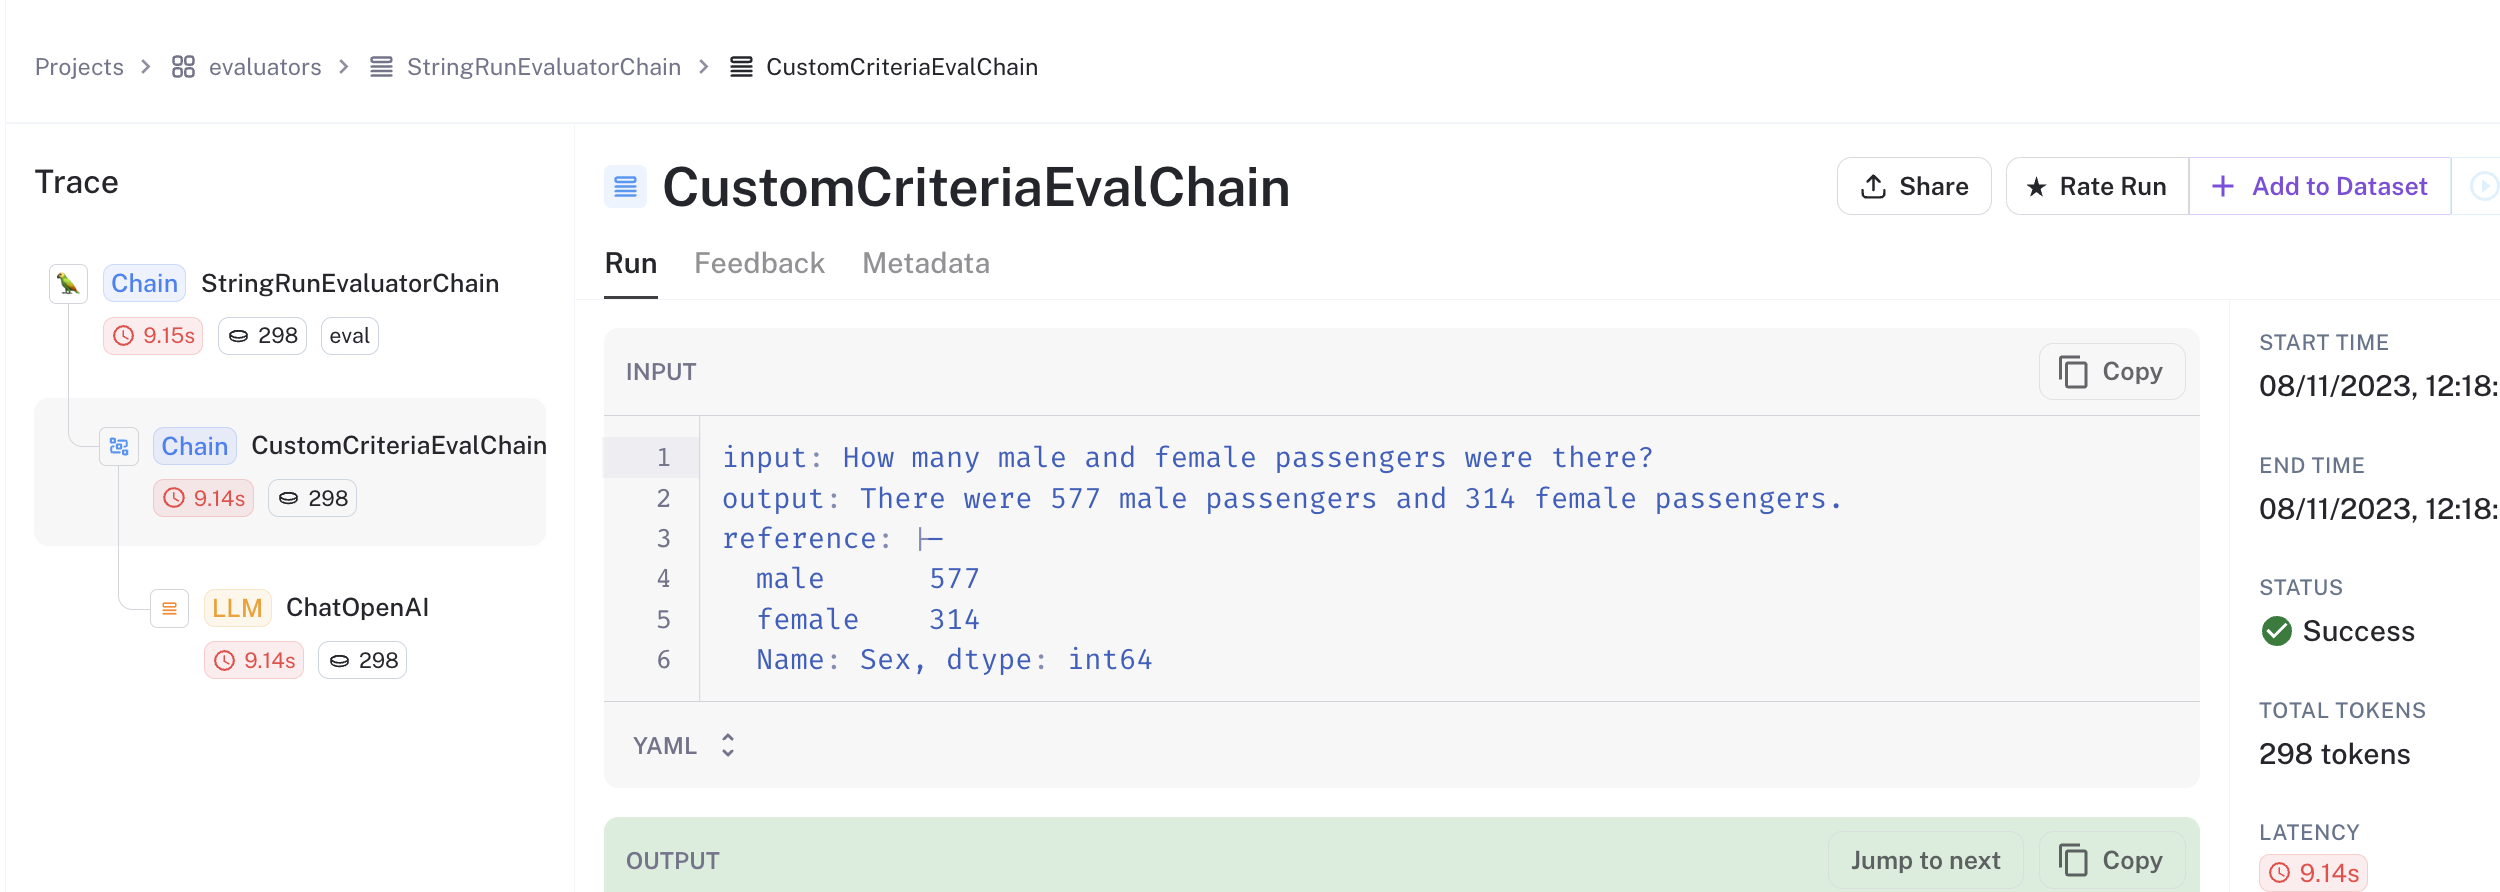 Projects > evaluators > StringRunEvaluatorChain > CustomCriteriaEvalChain
Trace
Chain StringRunEvaluatorChain
9.15s 298 eval
Chain CustomCriteriaEvalChain
9.14s 298
LLM ChatOpenAI
9.14s 298
CustomCriteriaEvalChain
Share
Rate Run
+ Add to Dataset
Run Feedback Metadata
INPUT
Copy
1 input: How many male and female passengers were there?
2 output: There were 577 male passengers and 314 female passengers.
3 reference: |-
4 male 577
5 female 314
6 Name: Sex, dtype: int64
YAML
OUTPUT
Jump to next
Copy
START TIME
08/11/2023, 12:18:
END TIME
08/11/2023, 12:18:
STATUS
Success
TOTAL TOKENS
298 tokens
LATENCY
9.14s